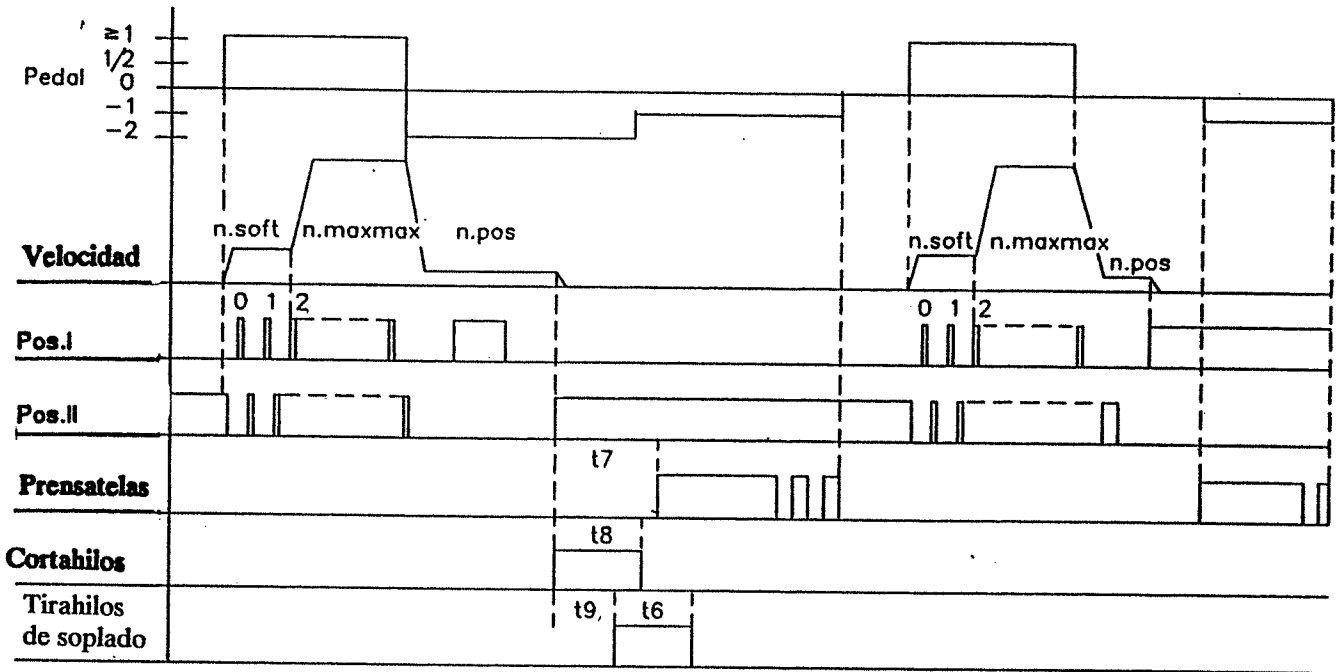 ≥1
1/2
Pedal 0
-1
-2
n.soft n.maxmax n.pos
n.soft n.maxmax
n.pos
Velocidad
0 1 2
0 1 2
Pos.I
Pos.II
t7
Prensatelas
t8
Cortahilos
t9, t6
Tirahilos
de soplado